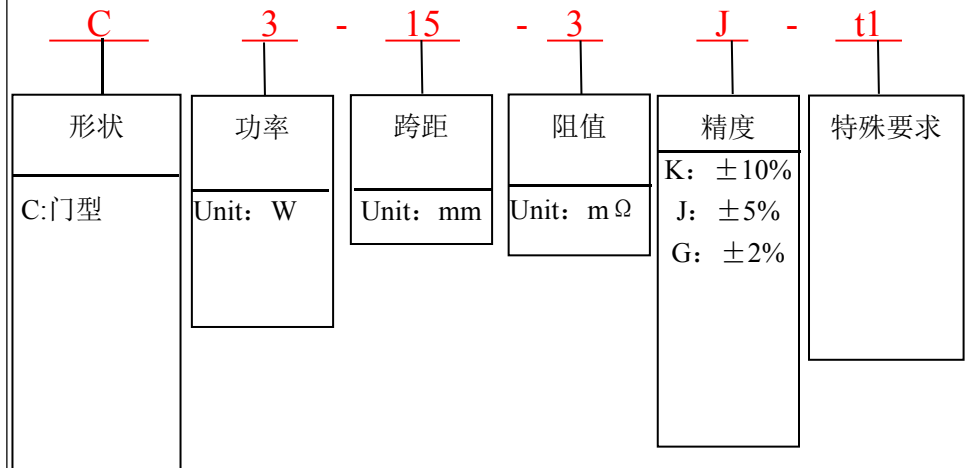 C 3 - 15 - 3 J - t1
形状 功率 跨距 阻值 精度 特殊要求
K： ±10%
C:门型 Unit：W Unit：mm Unit：mΩ J： ±5%
G： ±2%